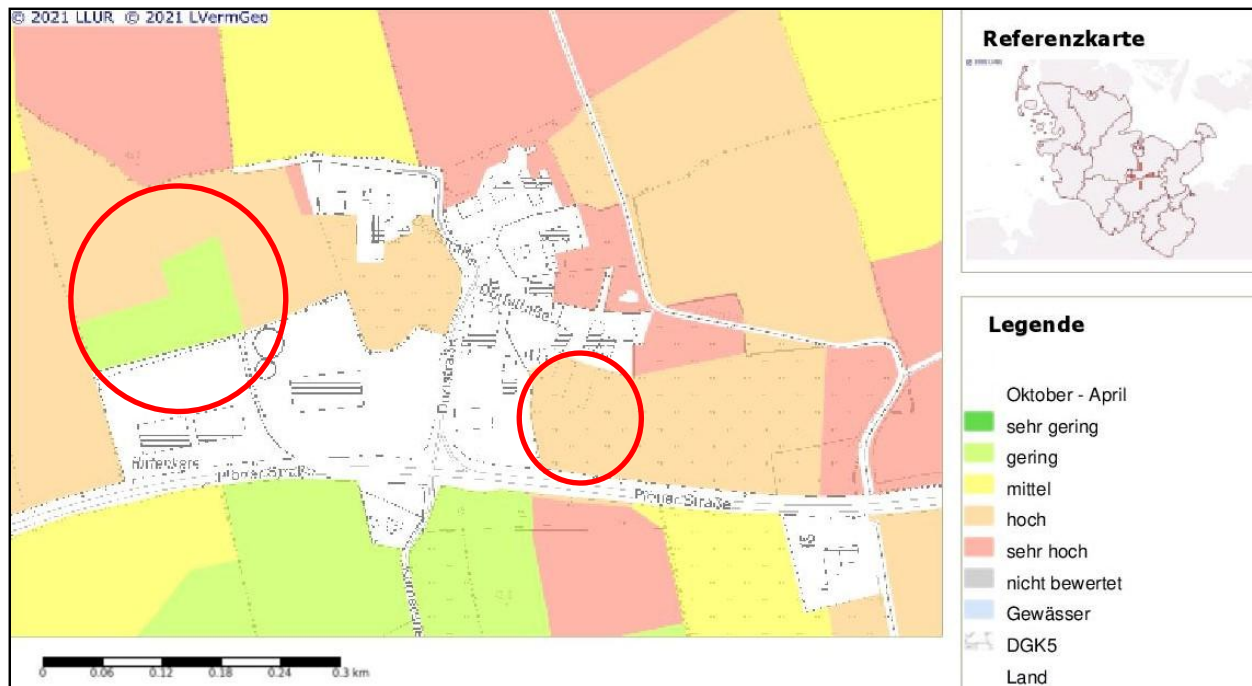 © 2021 LLUR © 2021 LVermGeo
Dorfstraße
Plöner Straße
Plöner Straße
0 0.06 0.12 0.18 0.24 0.3 km
Referenzkarte
Legende
Oktober - April
sehr gering
gering
mittel
hoch
sehr hoch
nicht bewertet
Gewässer
DGK5
Land